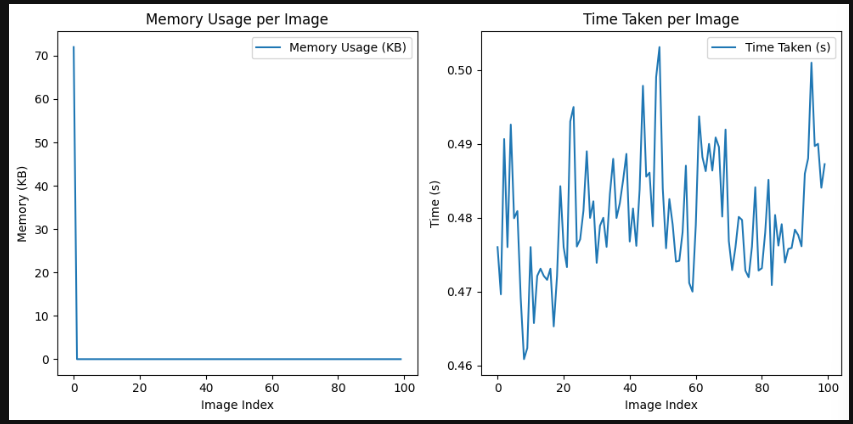 Memory Usage per Image
Memory Usage (KB)
70
60
50
40
30
20
10
0
Memory (KB)
0 20 40 60 80 100
Image Index
Time Taken per Image
Time Taken (s)
0.50
0.49
0.48
0.47
0.46
Time (s)
0 20 40 60 80 100
Image Index